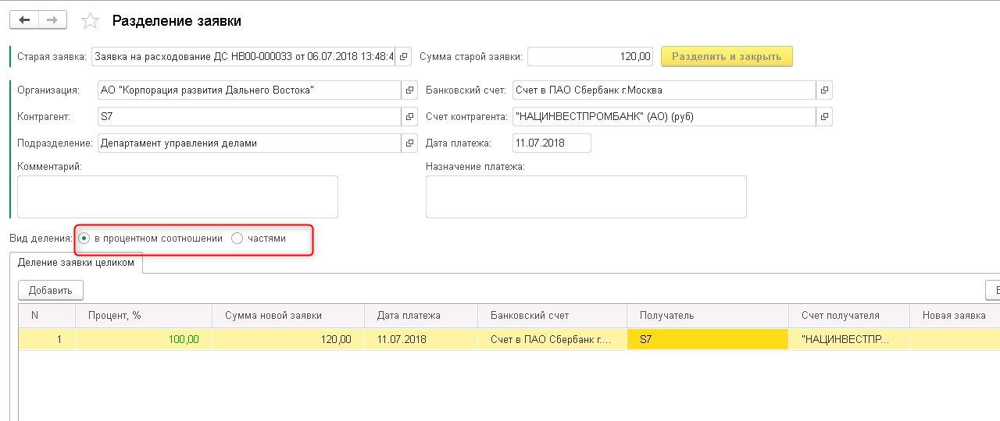 Разделение заявки
Старая заявка: Заявка на расходование ДС НВ00-000033 от 06.07.2018 13:48:4 Сумма старой заявки: 120,00 Разделить и закрыть
Организация: АО "Корпорация развития Дальнего Востока" Банковский счет: Счет в ПАО Сбербанк г.Москва
Контрагент: S7 Счет контрагента: "НАЦИНВЕСТПРОМБАНК" (АО) (руб)
Подразделение: Департамент управления делами Дата платежа: 11.07.2018
Комментарий: Назначение платежа:
Вид деления: в процентном соотношении частями
Деление заявки целиком
Добавить
N Процент, % Сумма новой заявки Дата платежа Банковский счет Получатель Счет получателя Новая заявка
1 100,00 120,00 11.07.2018 Счет в ПАО Сбербанк г.... S7 "НАЦИНВЕСТПР...